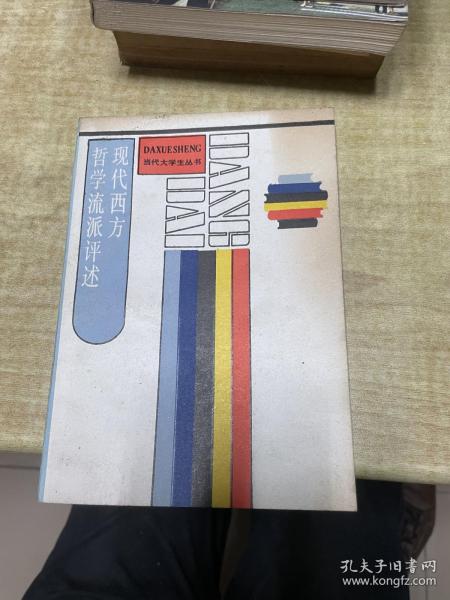 现代西方
哲学流派评述
DAXUESHENG
当代大学生丛书
DANG
DAI
孔夫子旧书网
www.kongfz.com